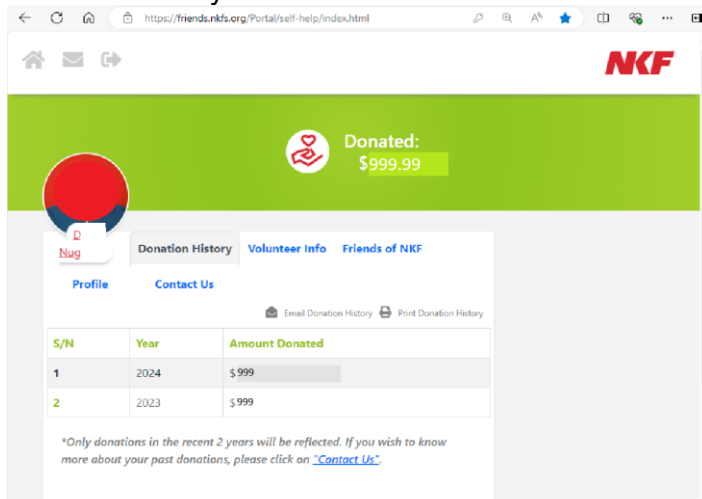 https://friends.nkfs.org/Portal/self-help/index.html
NKF
Donated:
$999.99
D
Nug
Donation History Volunteer Info Friends of NKF
Profile Contact Us
Email Donation History Print Donation History
S/N Year Amount Donated
1 2024 $ 999
2 2023 $ 999
*Only donations in the recent 2 years will be reflected. If you wish to know
more about your past donations, please click on "Contact Us".